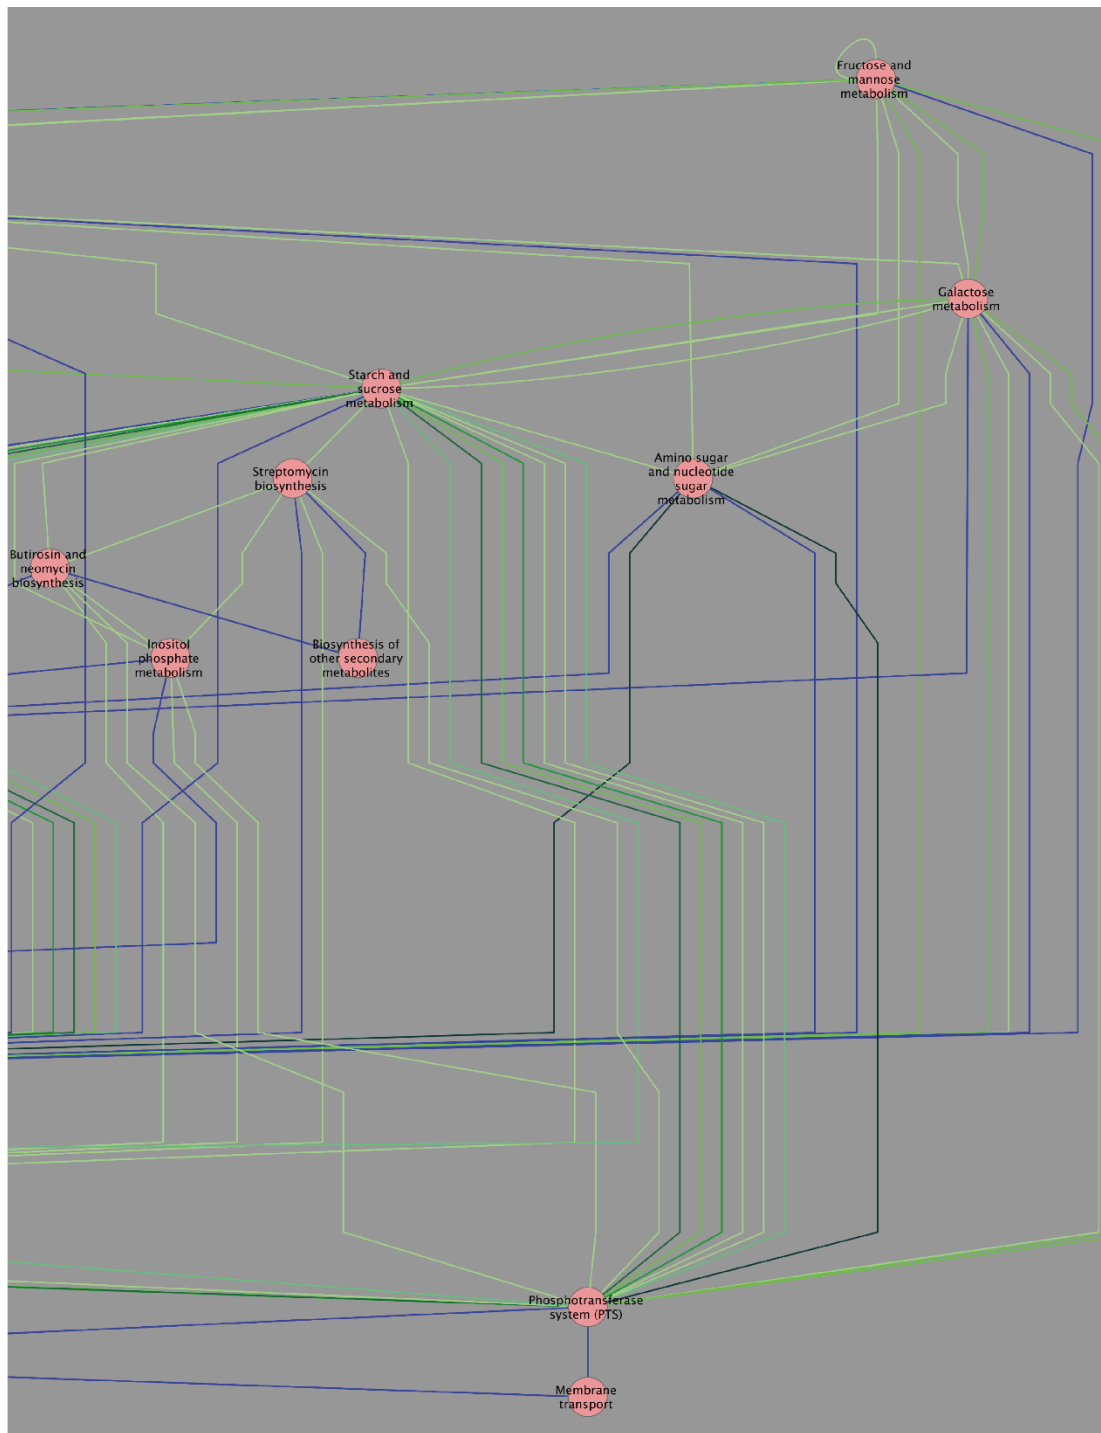 Fructose and
mannose
metabolism
Galactose
metabolism
Starch and
sucrose
metabolism
Streptomycin
biosynthesis
Amino sugar
and nucleotide
sugar
metabolism
Butirosin and
neomycin
biosynthesis
Inositol
phosphate
metabolism
Biosynthesis of
other secondary
metabolites
Phosphotransferase
system (PTS)
Membrane
transport